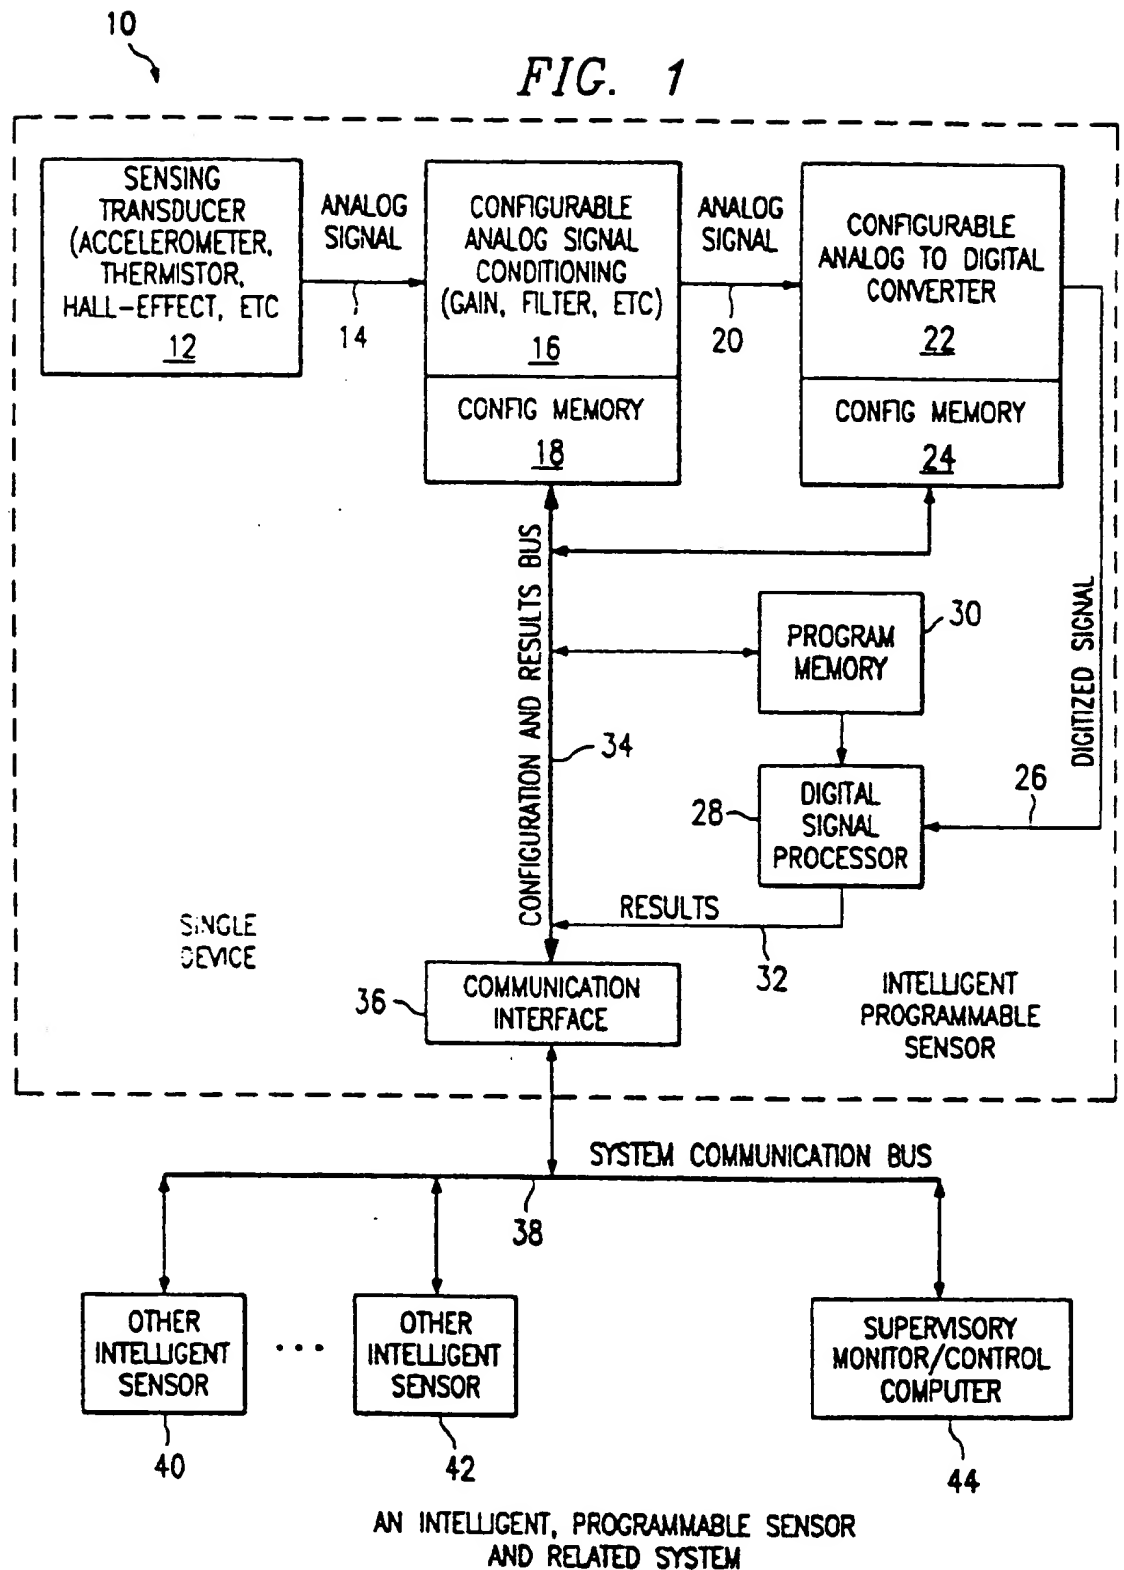 10
FIG. 1
SENSING
TRANSDUCER
(ACCELEROMETER,
THERMISTOR,
HALL-EFFECT, ETC
12
ANALOG
SIGNAL
14
CONFIGURABLE
ANALOG SIGNAL
CONDITIONING
(GAIN, FILTER, ETC)
16
CONFIG MEMORY
18
ANALOG
SIGNAL
20
CONFIGURABLE
ANALOG TO DIGITAL
CONVERTER
22
CONFIG MEMORY
24
CONFIGURATION AND RESULTS BUS
34
PROGRAM
MEMORY
30
DIGITIZED SIGNAL
26
28
DIGITAL
SIGNAL
PROCESSOR
RESULTS
32
SINGLE
DEVICE
36
COMMUNICATION
INTERFACE
INTELLIGENT
PROGRAMMABLE
SENSOR
SYSTEM COMMUNICATION BUS
38
OTHER
INTELLIGENT
SENSOR
40
OTHER
INTELLIGENT
SENSOR
42
SUPERVISORY
MONITOR/CONTROL
COMPUTER
44
AN INTELLIGENT, PROGRAMMABLE SENSOR
AND RELATED SYSTEM